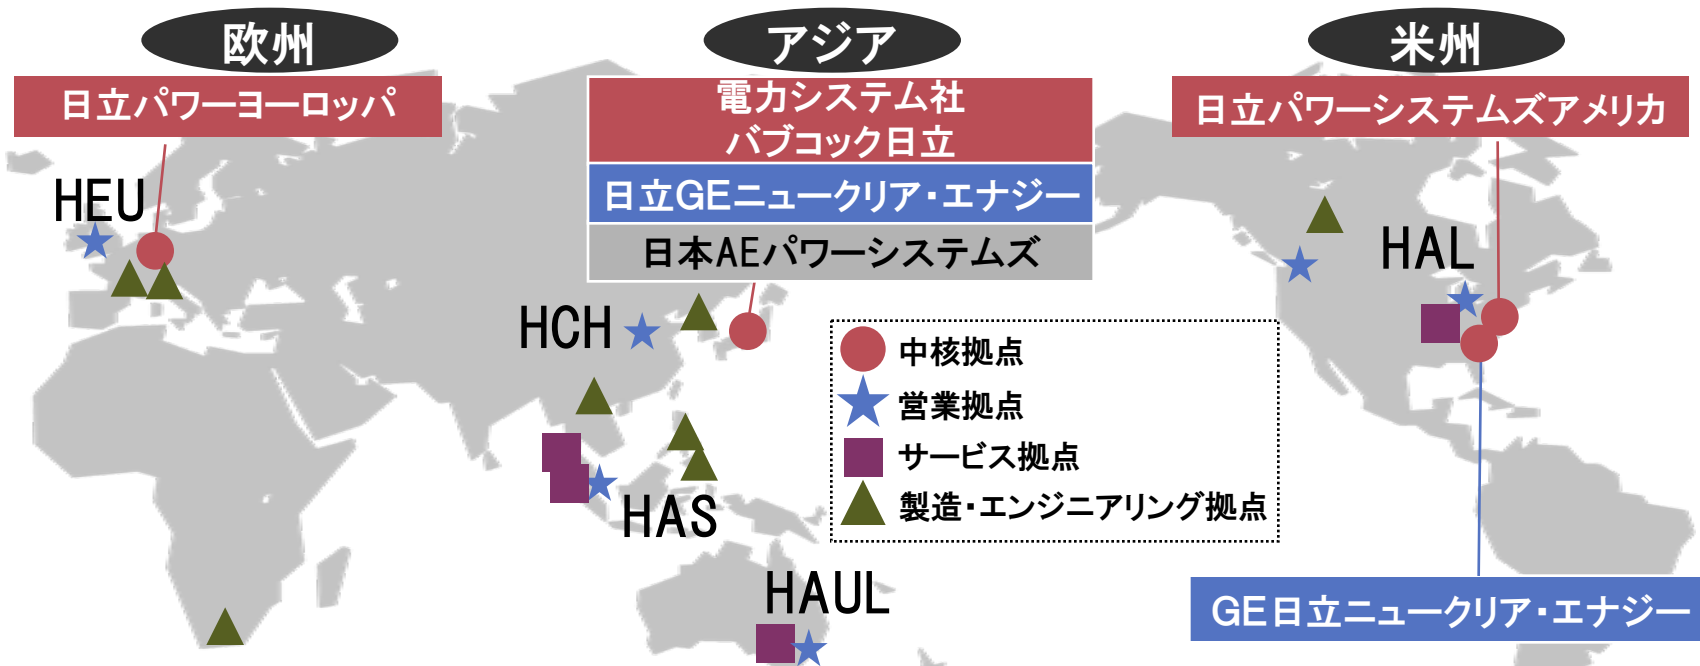 欧州
アジア
米州
日立パワーヨーロッパ
電力システム社
バブコック日立
日立GEニュークリア・エナジー
日本AEパワーシステムズ
日立パワーシステムズアメリカ
HEU
HAL
HCH
中核拠点
営業拠点
サービス拠点
製造・エンジニアリング拠点
HAS
HAUL
GE日立ニュークリア・エナジー